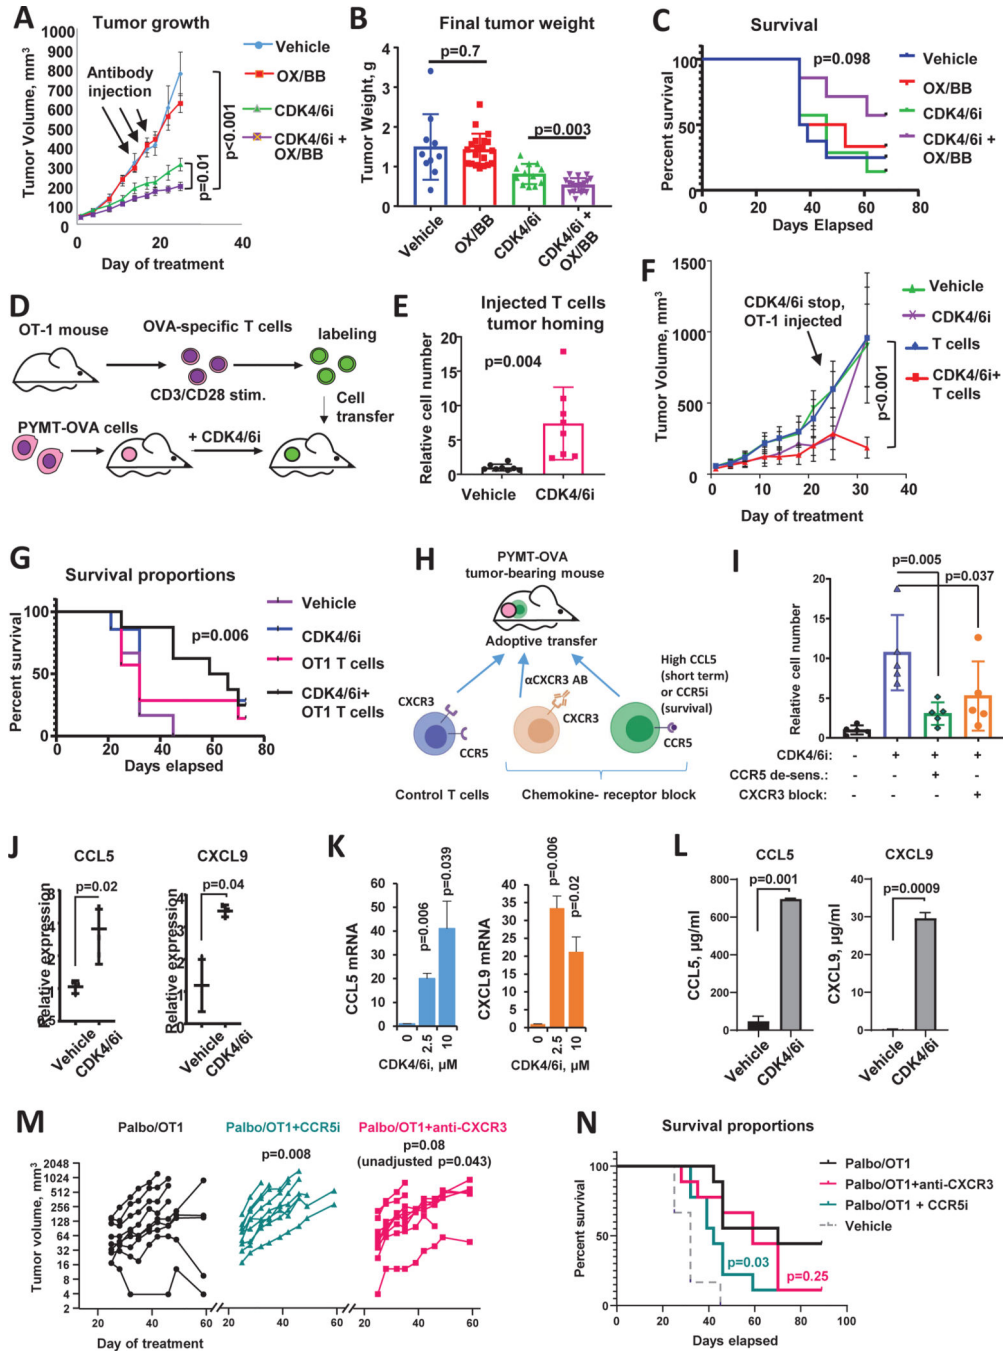 A
Tumor growth
Tumor Volume, mm³
1000
900
800
700
600
500
400
300
200
100
0
0
20
40
Day of treatment
Antibody
injection
p=0.01
p<0.001
Vehicle
OX/BB
CDK4/6i
CDK4/6i +
OX/BB
B
Final tumor weight
Tumor Weight, g
4
3
2
1
0
p=0.7
p=0.003
Vehicle
OX/BB
CDK4/6i
CDK4/6i +
OX/BB
C
Survival
Percent survival
100
50
0
0
20
40
60
80
Days Elapsed
p=0.098
Vehicle
OX/BB
CDK4/6i
CDK4/6i +
OX/BB
D
OT-1 mouse
OVA-specific T cells
labeling
CD3/CD28 stim.
Cell
transfer
PYMT-OVA cells
+ CDK4/6i
E
Injected T cells
tumor homing
Relative cell number
20
15
10
5
0
p=0.004
Vehicle
CDK4/6i
F
Tumor Volume, mm³
1500
1000
500
0
0
10
20
30
40
Day of treatment
CDK4/6i stop,
OT-1 injected
p<0.001
Vehicle
CDK4/6i
T cells
CDK4/6i+
T cells
G
Survival proportions
Percent survival
100
50
0
0
20
40
60
80
Days elapsed
p=0.006
Vehicle
CDK4/6i
OT1 T cells
CDK4/6i+
OT1 T cells
H
PYMT-OVA
tumor-bearing mouse
Adoptive transfer
αCXCR3 AB
High CCL5
(short term)
or CCR5i
(survival)
CXCR3
CCR5
CXCR3
CCR5
Control T cells
Chemokine- receptor block
I
Relative cell number
20
15
10
5
0
p=0.005
p=0.037
CDK4/6i: - + + +
CCR5 de-sens.: - - + -
CXCR3 block: - - - +
J
CCL5
Relative expression
p=0.02
Vehicle
CDK4/6i
CXCL9
Relative expression
4
3
2
1
0
p=0.04
Vehicle
CDK4/6i
K
CCL5 mRNA
60
50
40
30
20
10
0
p=0.006
p=0.039
0
2.5
10
CDK4/6i, µM
CXCL9 mRNA
40
35
30
25
20
15
10
5
0
p=0.006
p=0.02
0
2.5
10
CDK4/6i, µM
L
CCL5
CCL5, µg/ml
800
600
400
200
0
p=0.001
Vehicle
CDK4/6i
CXCL9
CXCL9, µg/ml
40
30
20
10
0
p=0.0009
Vehicle
CDK4/6i
M
Palbo/OT1
Palbo/OT1+CCR5i
p=0.008
Palbo/OT1+anti-CXCR3
p=0.08
(unadjusted p=0.043)
Tumor volume, mm³
2048
1024
512
256
128
64
32
16
8
4
2
20
30
40
50
60
20
30
40
50
60
20
30
40
50
60
Day of treatment
N
Survival proportions
Percent survival
100
50
0
0
20
40
60
80
100
Days elapsed
p=0.03
p=0.25
Palbo/OT1
Palbo/OT1+anti-CXCR3
Palbo/OT1 + CCR5i
Vehicle